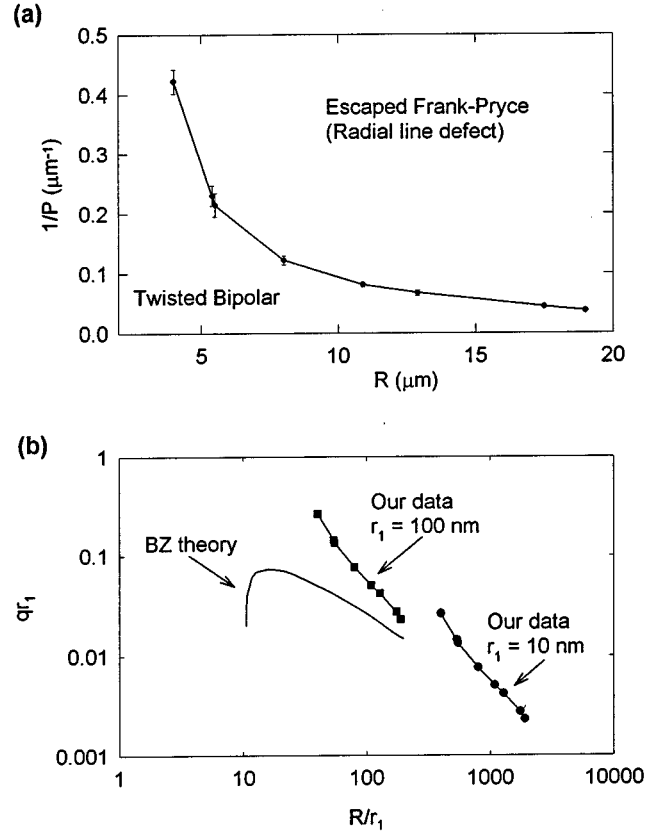 (a)
0.5
0.4
0.3
0.2
0.1
0.0
1/P (μm⁻¹)
Escaped Frank-Pryce
(Radial line defect)
Twisted Bipolar
5
10
15
20
R (μm)
(b)
1
0.1
0.01
0.001
qr₁
BZ theory
Our data
r₁ = 100 nm
Our data
r₁ = 10 nm
1
10
100
1000
10000
R/r₁